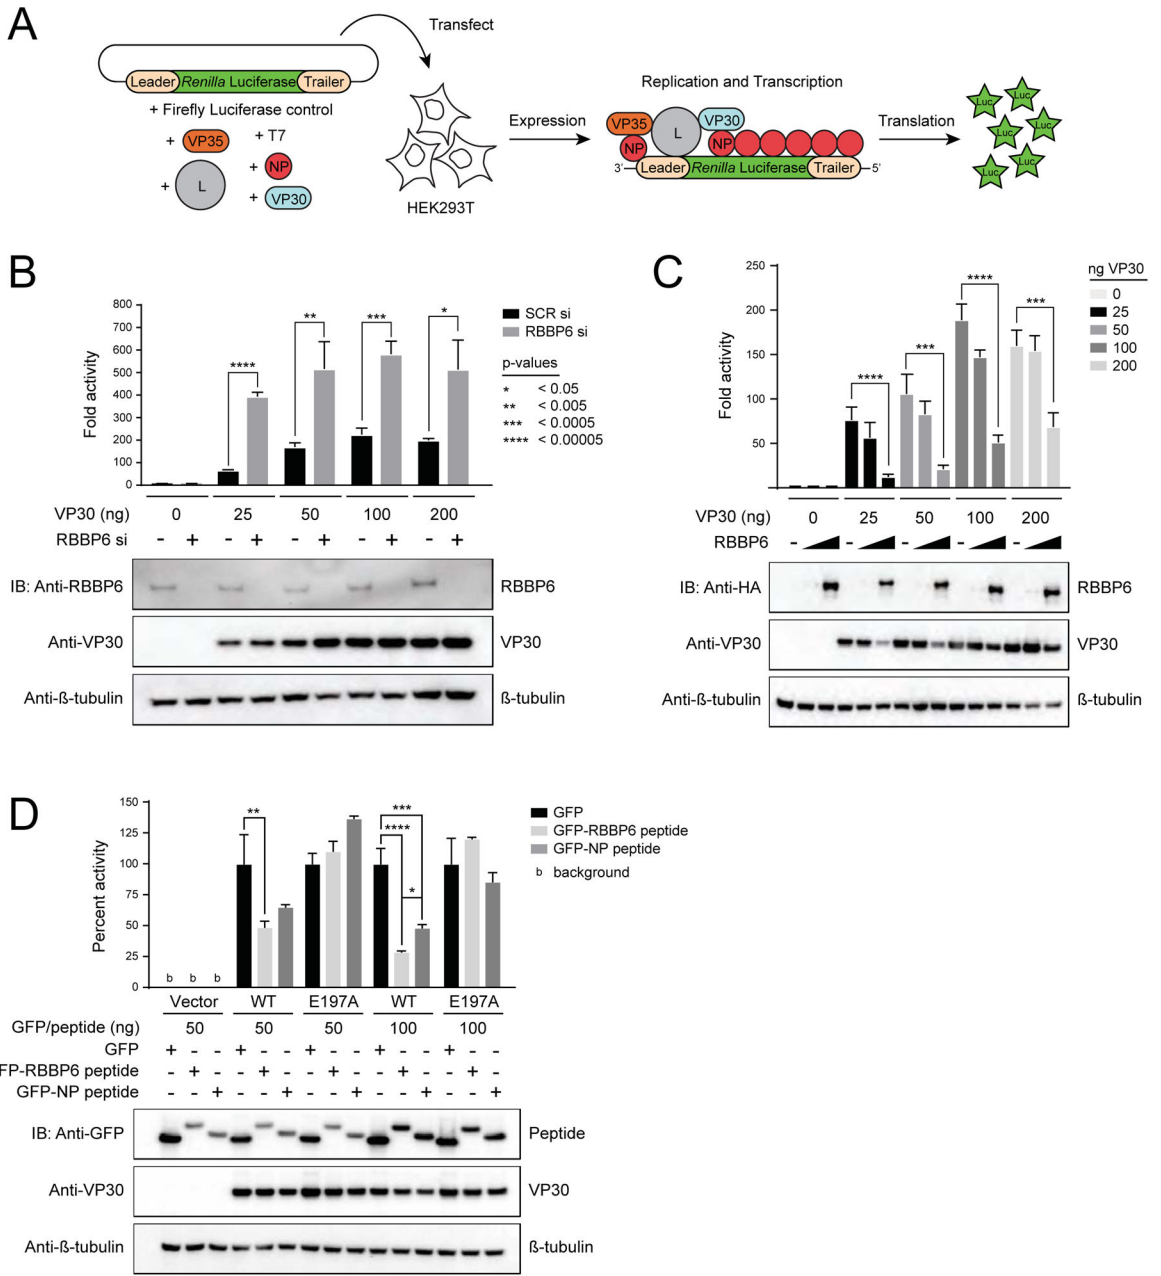 A
Transfect
Leader Renilla Luciferase Trailer
+ Firefly Luciferase control
+ VP35 + T7
+ L + NP
+ VP30
HEK293T
Expression
Replication and Transcription
VP35 L VP30
NP NP
3' Leader Renilla Luciferase Trailer 5'
Translation
Luc Luc
Luc Luc
Luc Luc
B
Fold activity
800
700
600
500
400
300
200
100
0
**** ** *** *
SCR si
RBBP6 si
p-values
* < 0.05
** < 0.005
*** < 0.0005
**** < 0.00005
VP30 (ng) 0 25 50 100 200
RBBP6 si - + - + - + - + - +
IB: Anti-RBBP6 RBBP6
Anti-VP30 VP30
Anti-ß-tubulin ß-tubulin
C
Fold activity
250
200
150
100
50
**** *** **** ***
ng VP30
0
25
50
100
200
VP30 (ng) 0 25 50 100 200
RBBP6 - - - - -
IB: Anti-HA RBBP6
Anti-VP30 VP30
Anti-ß-tubulin ß-tubulin
D
Percent activity
150
125
100
75
50
25
0
** *** **** *
b b b
GFP
GFP-RBBP6 peptide
GFP-NP peptide
b background
Vector WT E197A WT E197A
GFP/peptide (ng) 50 50 50 100 100
GFP + - - + - - + - - + - - + - -
FP-RBBP6 peptide - + - - + - - + - - + - - + -
GFP-NP peptide - - + - - + - - + - - + - - +
IB: Anti-GFP Peptide
Anti-VP30 VP30
Anti-ß-tubulin ß-tubulin